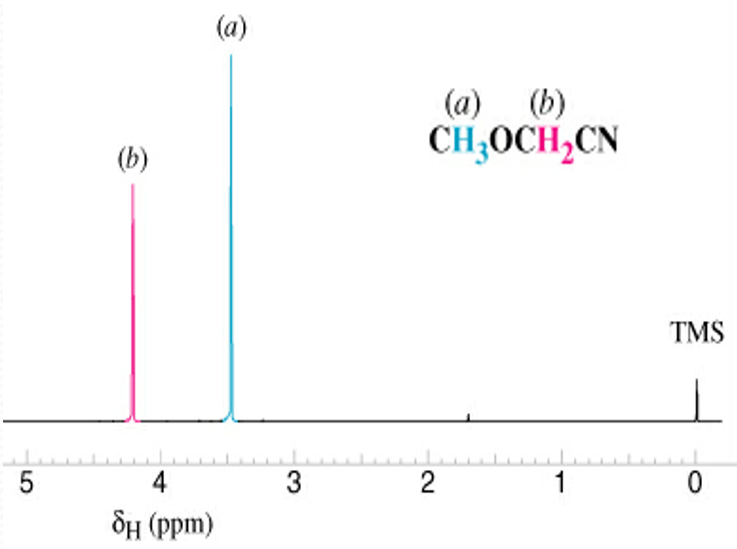 (a)
(a) (b)
CH₃OCH₂CN
(b)
TMS
5 4 3 2 1 0
δH (ppm)